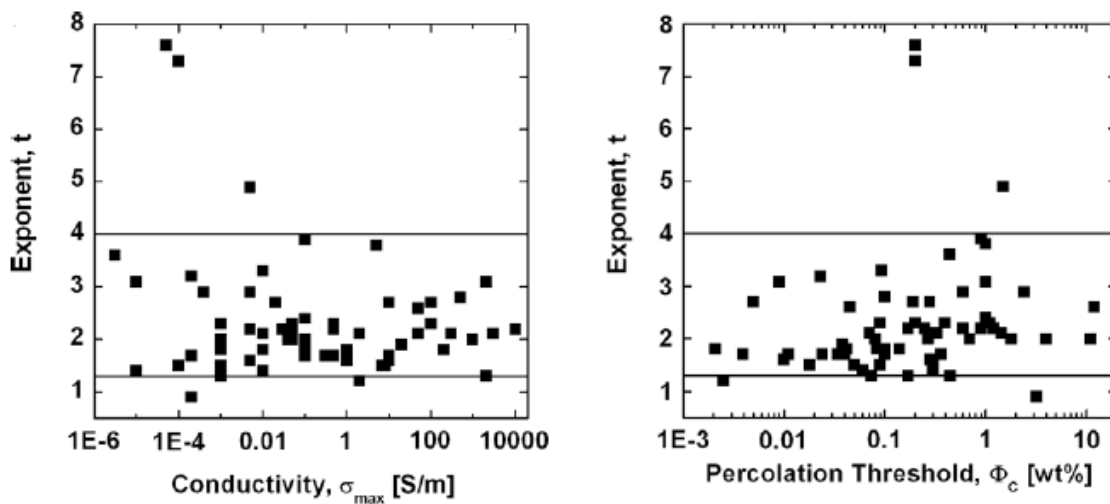 8
7
6
5
4
3
2
1
Exponent, t
1E-6 1E-4 0.01 1 100 10000
Conductivity, σmax [S/m]
8
7
6
5
4
3
2
1
Exponent, t
1E-3 0.01 0.1 1 10
Percolation Threshold, Φc [wt%]